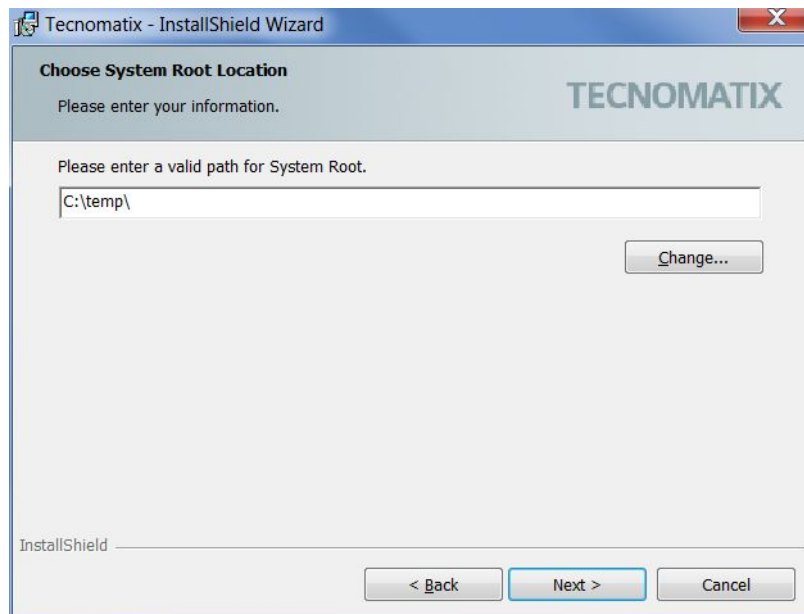 Tecnomatix - InstallShield Wizard
X
Choose System Root Location
Please enter your information.
TECNOMATIX
Please enter a valid path for System Root.
C:\temp\
Change...
InstallShield
< Back
Next >
Cancel